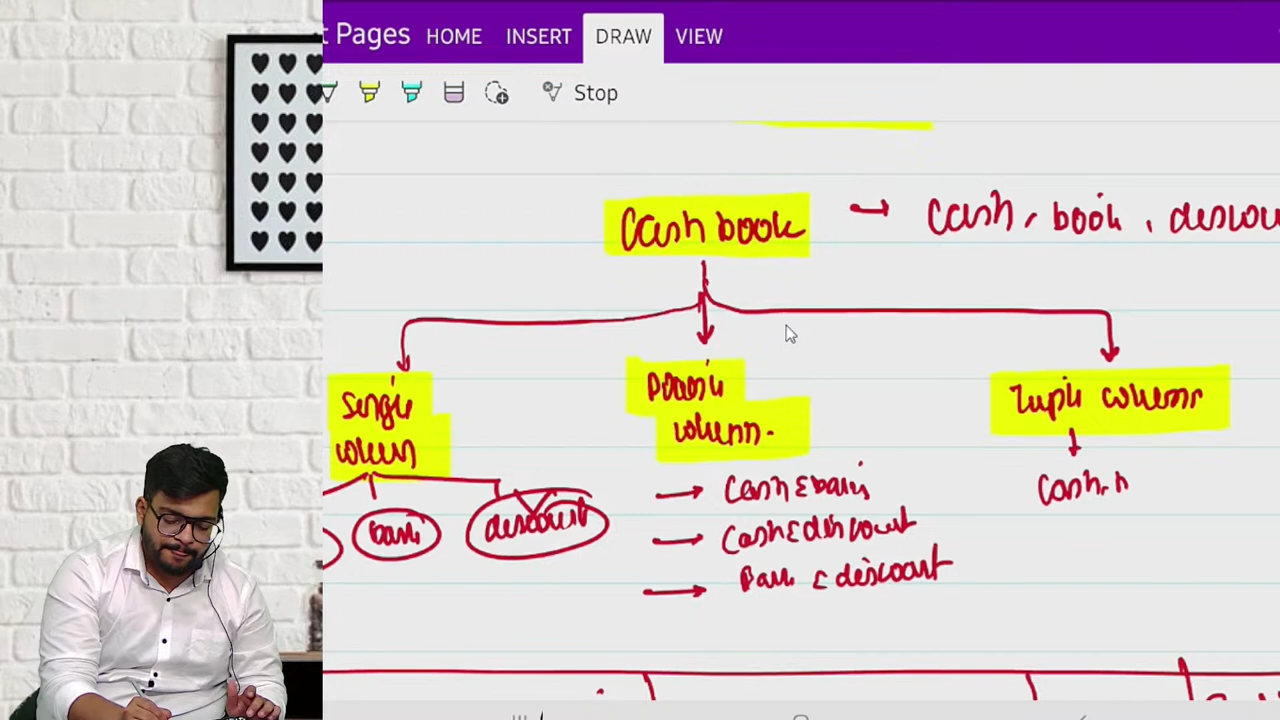 t Pages HOME INSERT DRAW VIEW
Stop
Cash book → Cash, book, descou
Single
Column
Double
Column.
Triple column
bank
discount
→ Cash & bank
→ Cash & discount
→ Bank & discount
Cash,